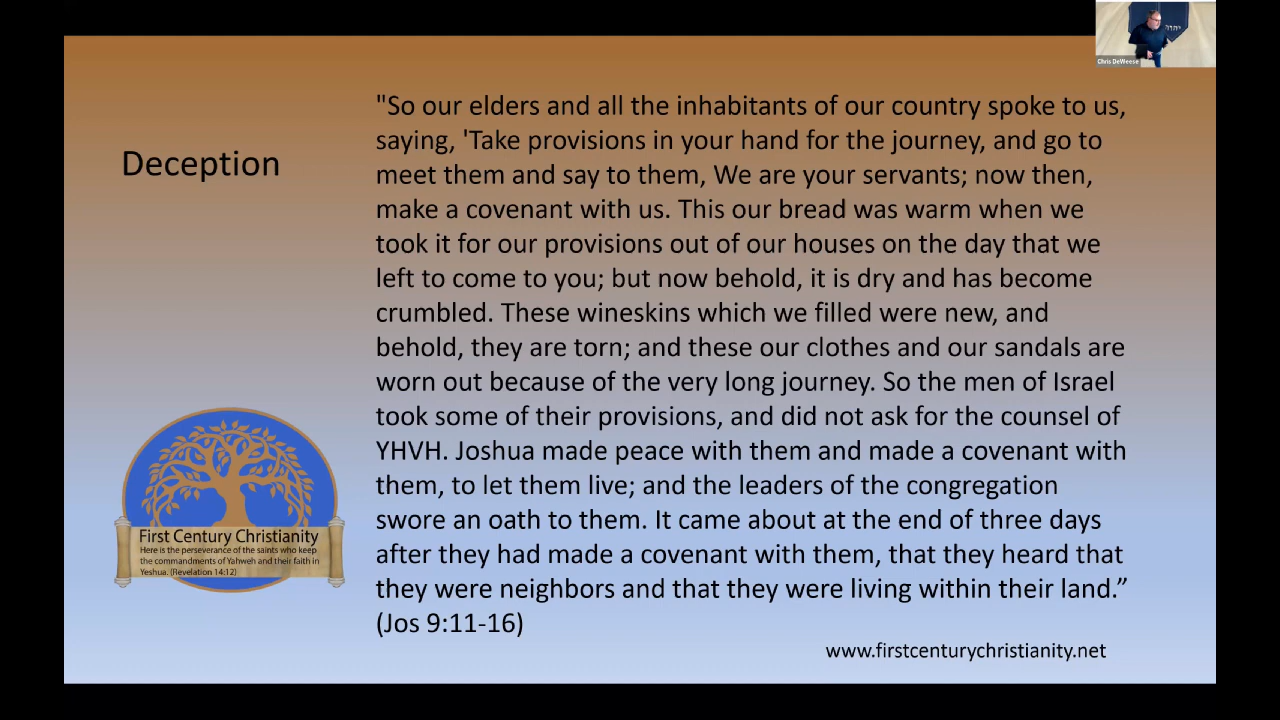 Chris DeWeese
יהוה
Deception
"So our elders and all the inhabitants of our country spoke to us,
saying, 'Take provisions in your hand for the journey, and go to
meet them and say to them, We are your servants; now then,
make a covenant with us. This our bread was warm when we
took it for our provisions out of our houses on the day that we
left to come to you; but now behold, it is dry and has become
crumbled. These wineskins which we filled were new, and
behold, they are torn; and these our clothes and our sandals are
worn out because of the very long journey. So the men of Israel
took some of their provisions, and did not ask for the counsel of
YHVH. Joshua made peace with them and made a covenant with
them, to let them live; and the leaders of the congregation
swore an oath to them. It came about at the end of three days
after they had made a covenant with them, that they heard that
they were neighbors and that they were living within their land.”
(Jos 9:11-16)
First Century Christianity
Here is the perseverance of the saints who keep
the commandments of Yahweh and their faith in
Yeshua. (Revelation 14:12)
www.firstcenturychristianity.net